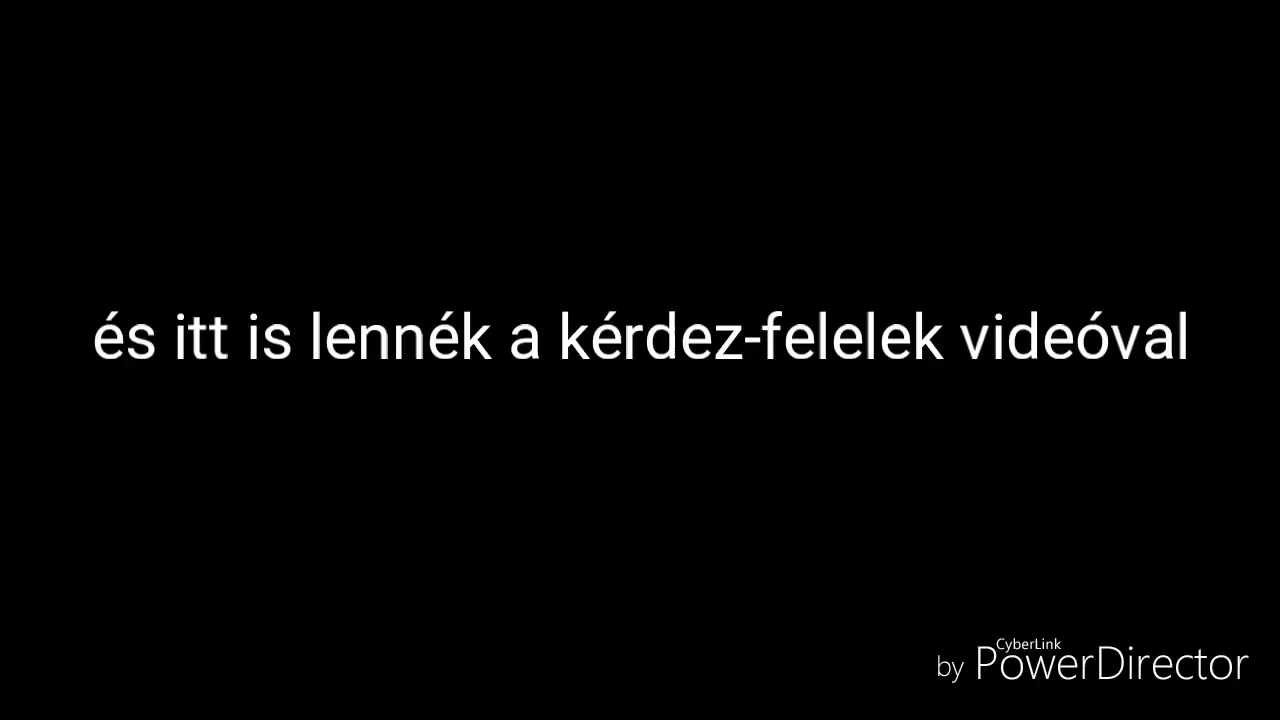 és itt is lennék a kérdez-felelek videóval
by CyberLink PowerDirector